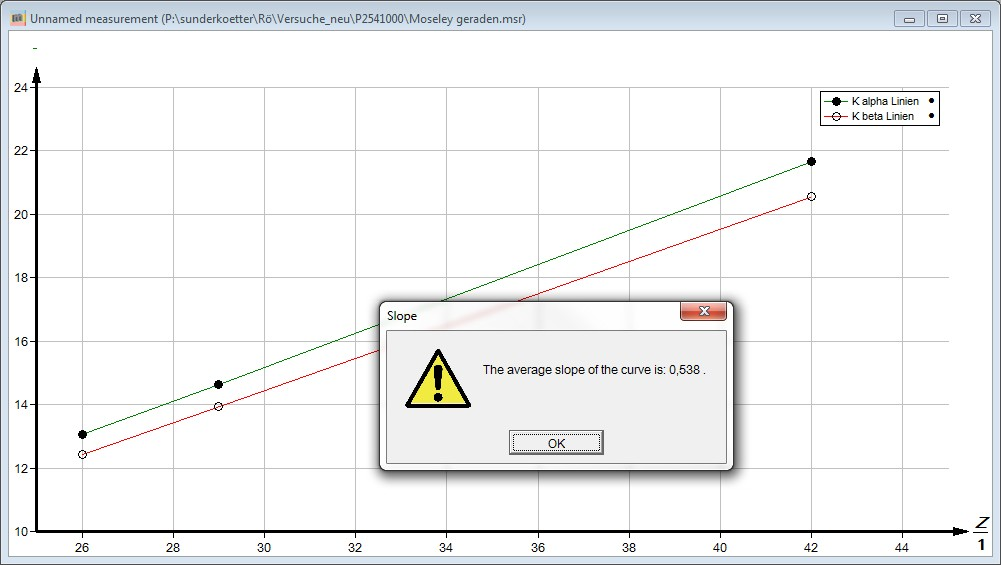 Unnamed measurement (P:\sunderkoetter\Rö\Versuche_neu\P2541000\Moseley geraden.msr)
24
22
20
18
16
14
12
10
K alpha Linien
K beta Linien
Slope
The average slope of the curve is: 0,538 .
OK
26 28 30 32 34 36 38 40 42 44
Z
1